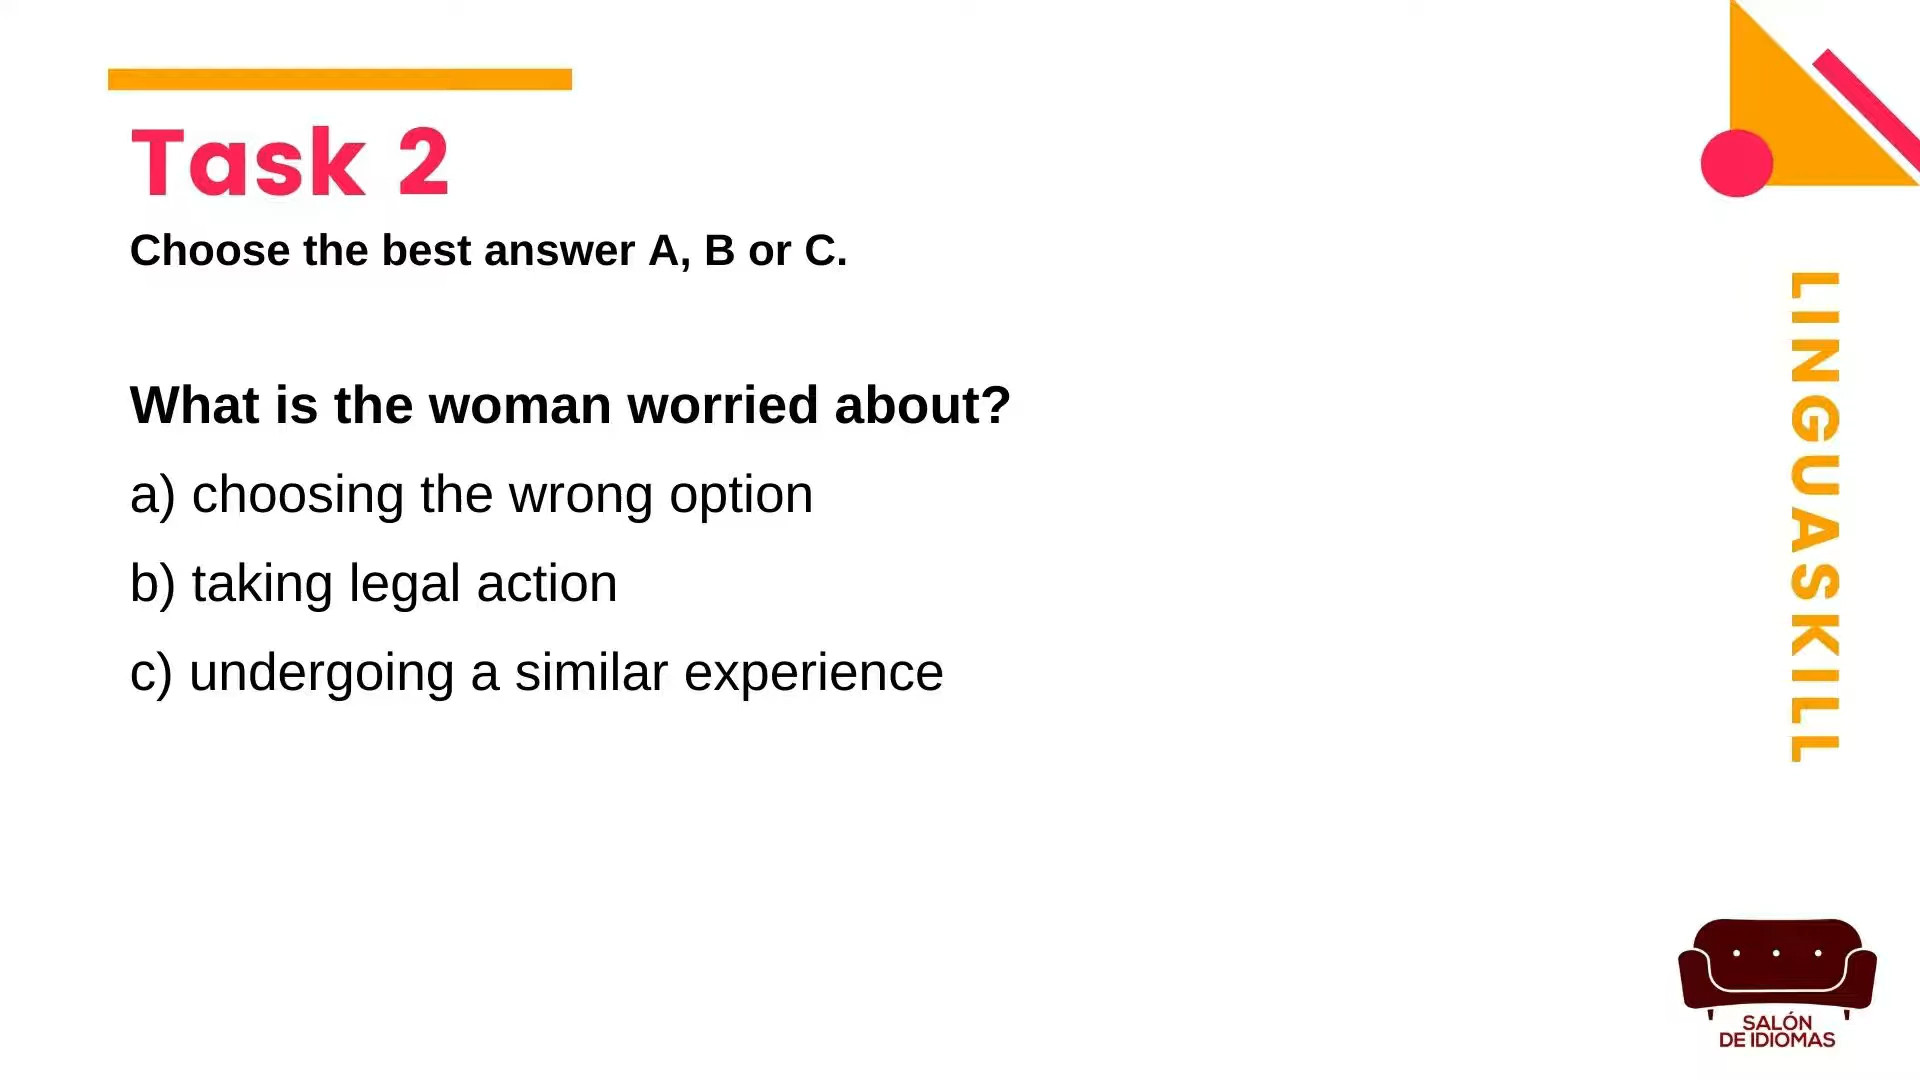 Task 2
Choose the best answer A, B or C.
What is the woman worried about?
a) choosing the wrong option
b) taking legal action
c) undergoing a similar experience
LINGUASKILL
SALÓN
DE IDIOMAS